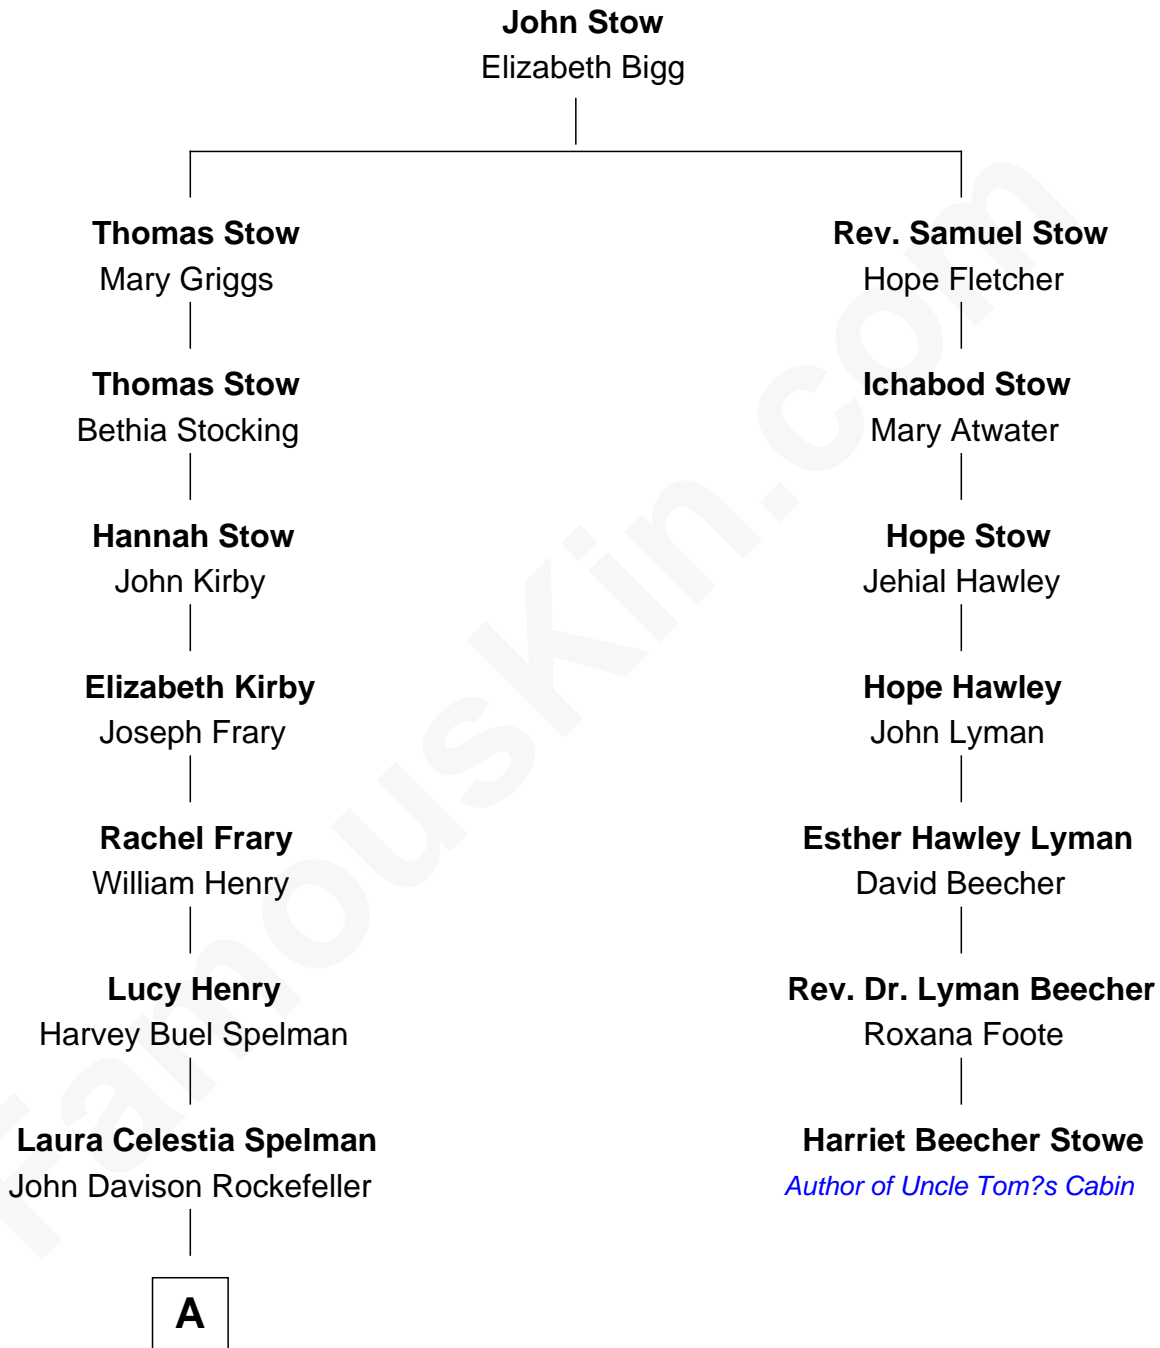 John Stow
Elizabeth Bigg
Thomas Stow
Mary Griggs
Rev. Samuel Stow
Hope Fletcher
Thomas Stow
Bethia Stocking
Ichabod Stow
Mary Atwater
Hannah Stow
John Kirby
Hope Stow
Jehial Hawley
Elizabeth Kirby
Joseph Frary
Hope Hawley
John Lyman
Rachel Frary
William Henry
Esther Hawley Lyman
David Beecher
Lucy Henry
Harvey Buel Spelman
Rev. Dr. Lyman Beecher
Roxana Foote
Laura Celestia Spelman
John Davison Rockefeller
Harriet Beecher Stowe
Author of Uncle Tom?s Cabin
A
FamousKin.com